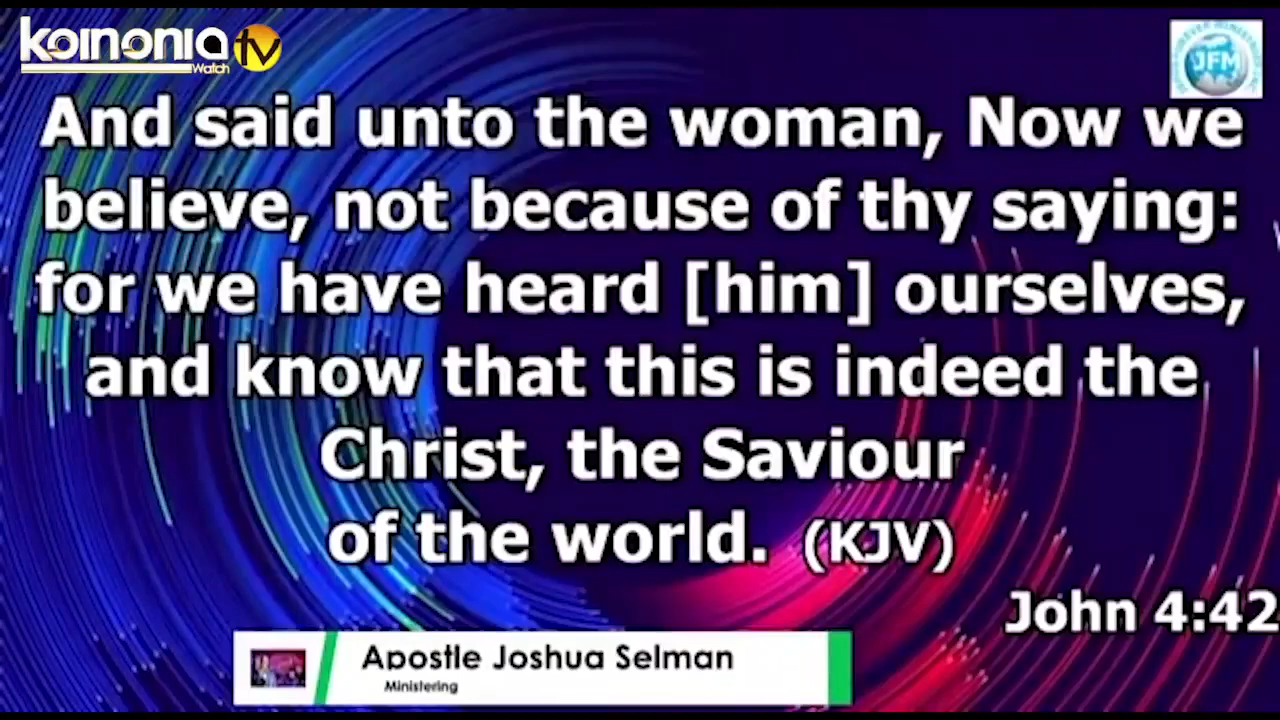 koinonia tv
Watch
JFM
And said unto the woman, Now we
believe, not because of thy saying:
for we have heard [him] ourselves,
and know that this is indeed the
Christ, the Saviour
of the world. (KJV)
John 4:42
Apostle Joshua Selman
Ministering